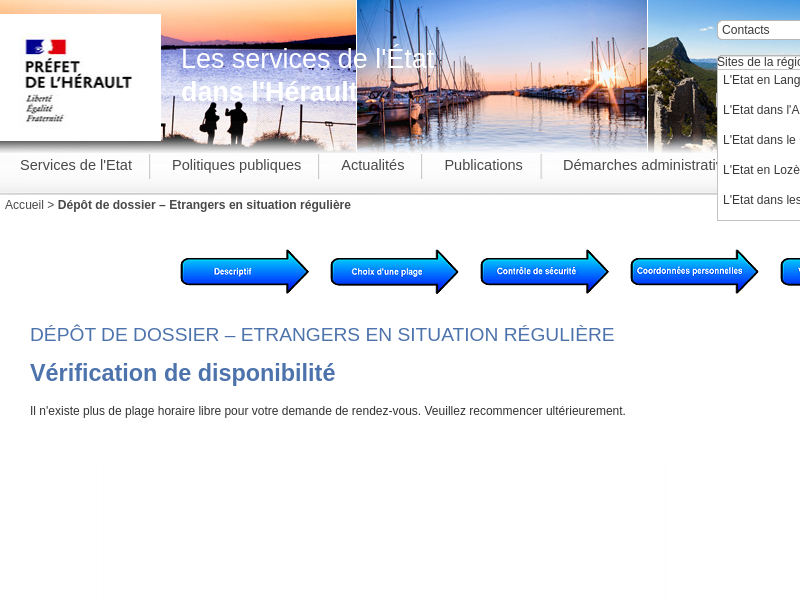 PRÉFET
DE L'HÉRAULT
Liberté
Égalité
Fraternité
Les services de l'État
dans l'Hérault
Contacts
Sites de la régio
L'Etat en Lang
L'Etat dans l'A
L'Etat dans le
L'Etat en Lozè
L'Etat dans les
Services de l'Etat
Politiques publiques
Actualités
Publications
Démarches administrativ
Accueil > Dépôt de dossier – Etrangers en situation régulière
Descriptif
Choix d'une plage
Contrôle de sécurité
Coordonnées personnelles
DÉPÔT DE DOSSIER – ETRANGERS EN SITUATION RÉGULIÈRE
Vérification de disponibilité
Il n'existe plus de plage horaire libre pour votre demande de rendez-vous. Veuillez recommencer ultérieurement.